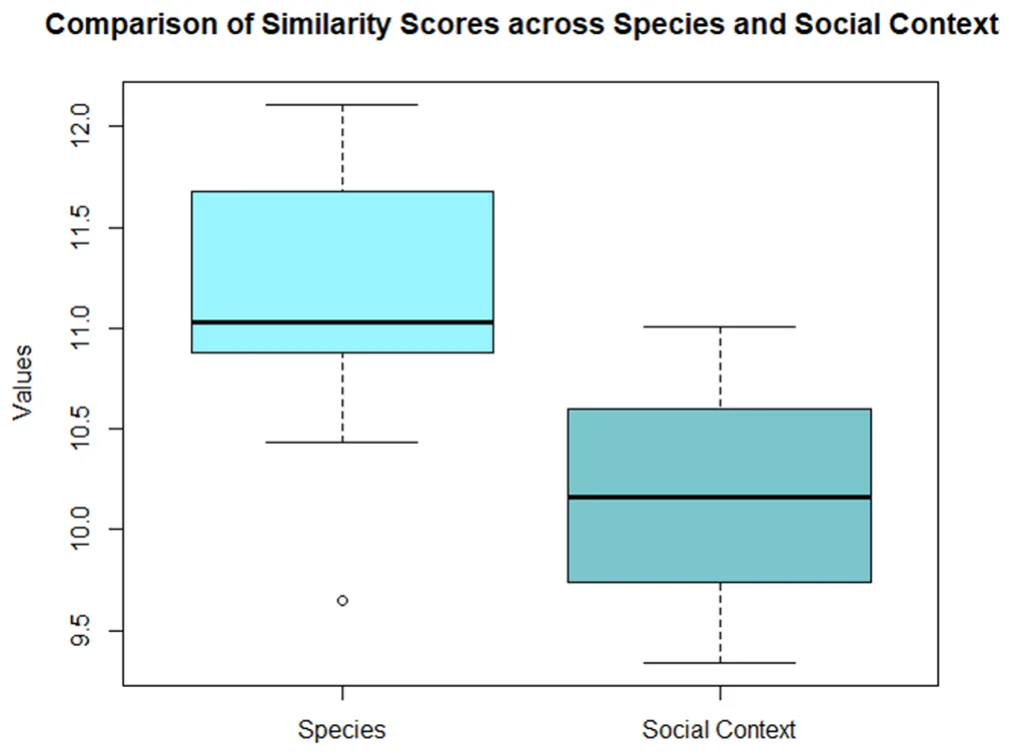 Comparison of Similarity Scores across Species and Social Context
Values
12.0
11.5
11.0
10.5
10.0
9.5
Species
Social Context